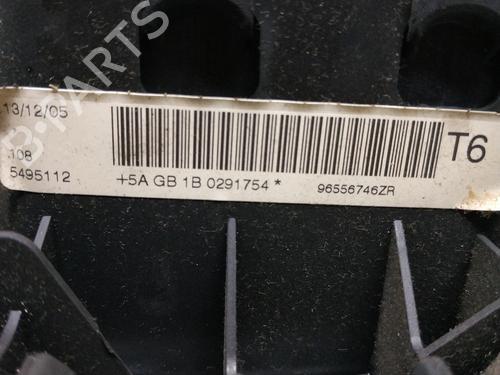 13/12/05
T6
108
5495112
+5A GB 1B 0291754 *
96556746ZR
B-PARTS